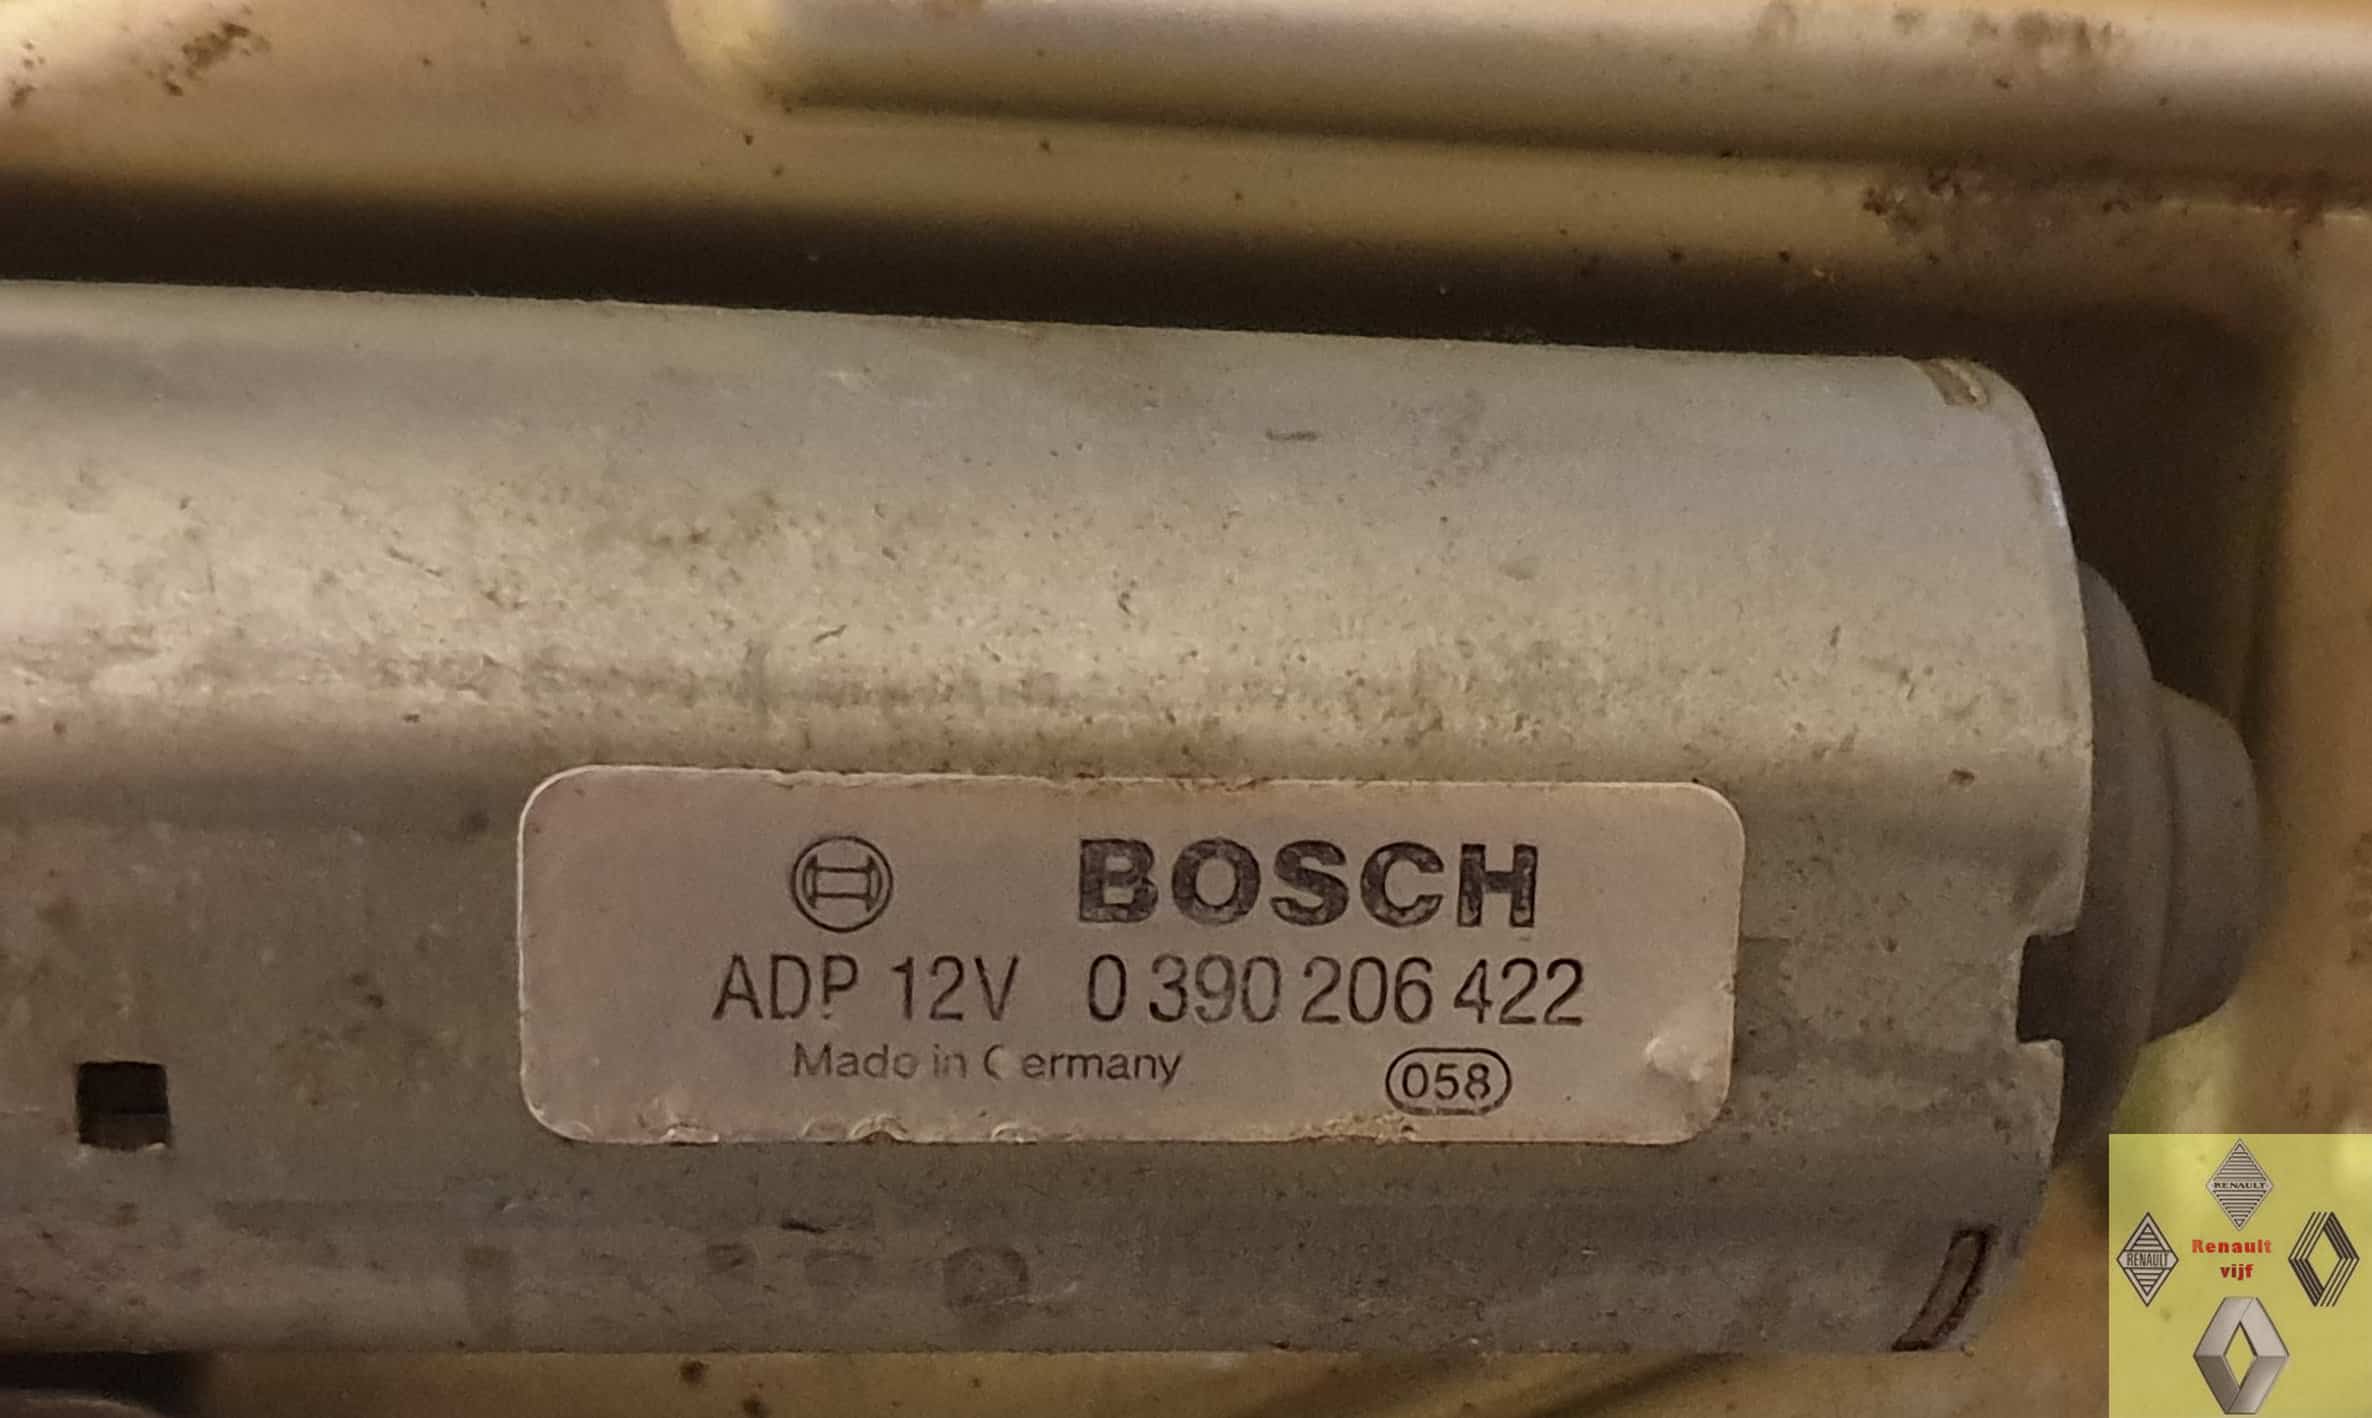 BOSCH
ADP 12V 0 390 206 422
Made in Germany 058
RENAULT
RENAULT
Renault
vijf